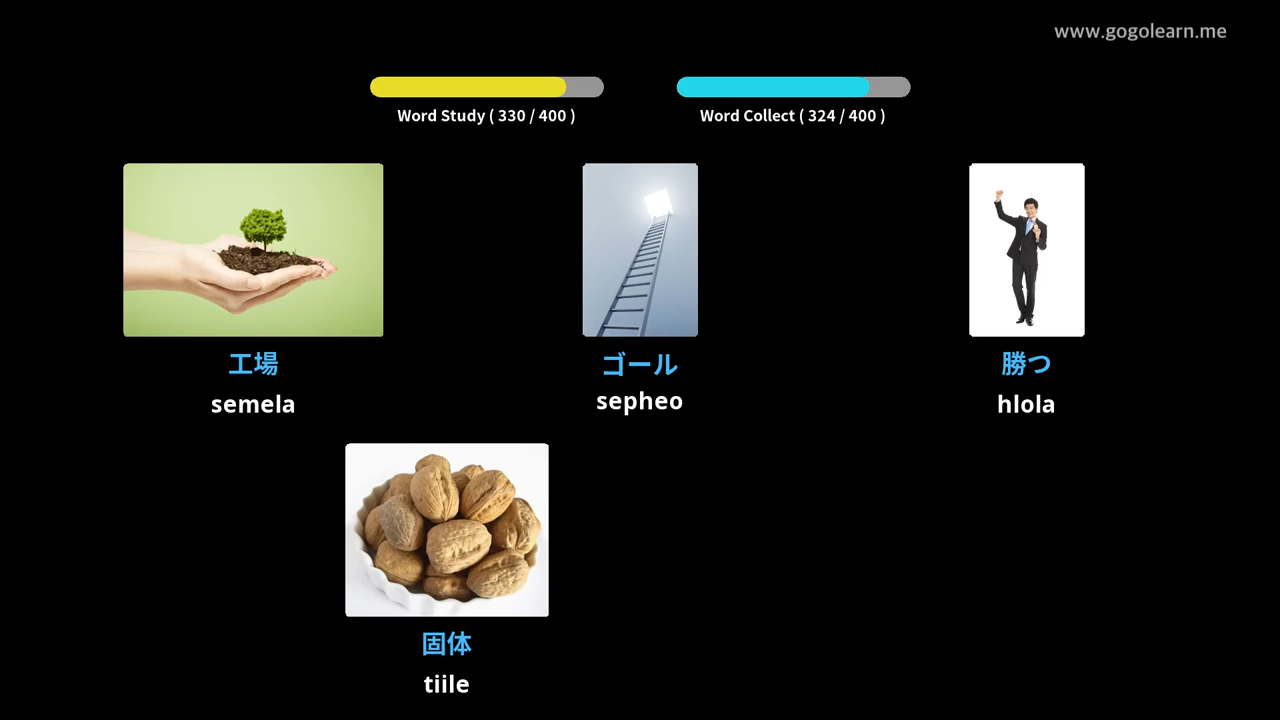 www.gogolearn.me
Word Study ( 330 / 400 )
Word Collect ( 324 / 400 )
工場
semela
ゴール
sepheo
勝つ
hlola
固体
tiile